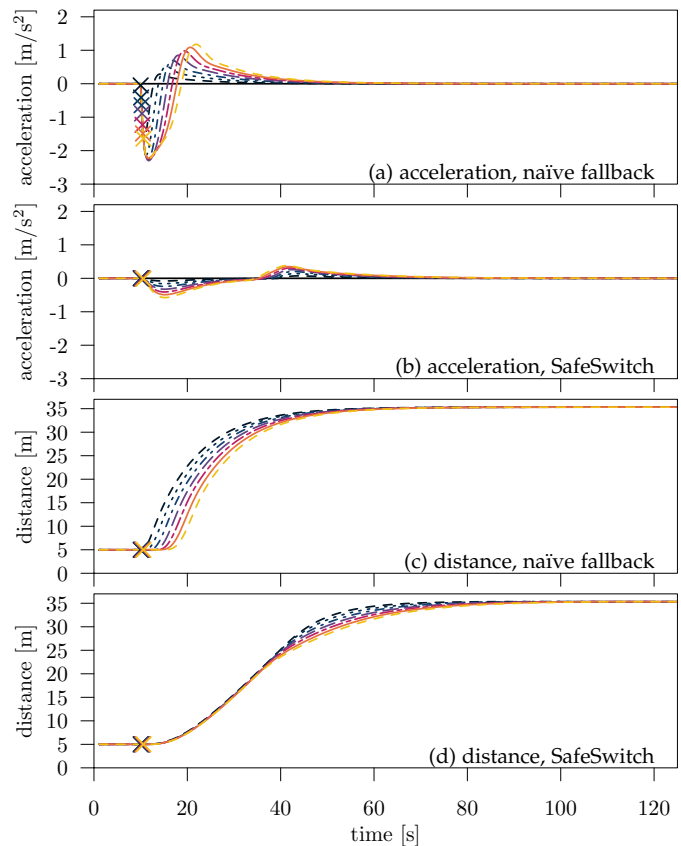 acceleration [m/s²]
2
1
0
-1
-2
-3
(a) acceleration, naïve fallback
acceleration [m/s²]
2
1
0
-1
-2
-3
(b) acceleration, SafeSwitch
distance [m]
35
30
25
20
15
10
5
0
(c) distance, naïve fallback
distance [m]
35
30
25
20
15
10
5
0
(d) distance, SafeSwitch
0 20 40 60 80 100 120
time [s]